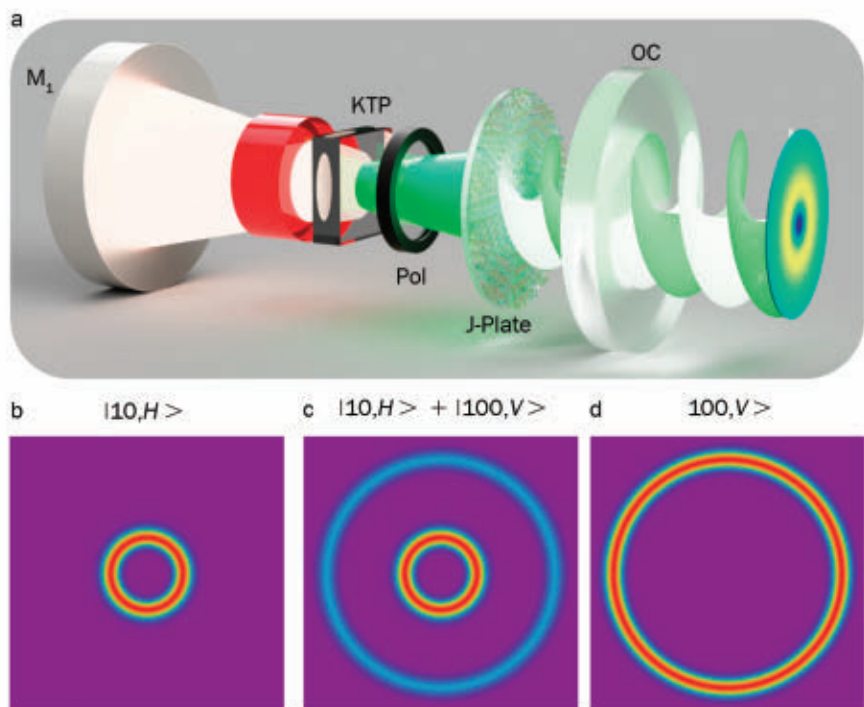 a
M₁
KTP
Pol
J-Plate
OC
b |10,H> c |10,H> + |100,V> d 100,V>